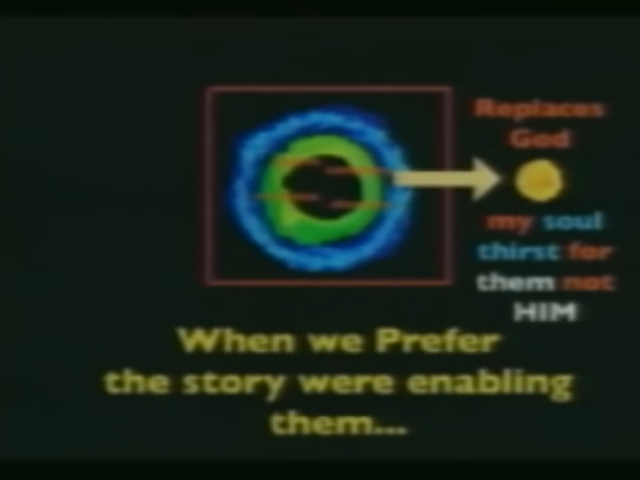 Replaces
God
my soul
thirst for
them not
HIM
When we Prefer
the story were enabling
them...